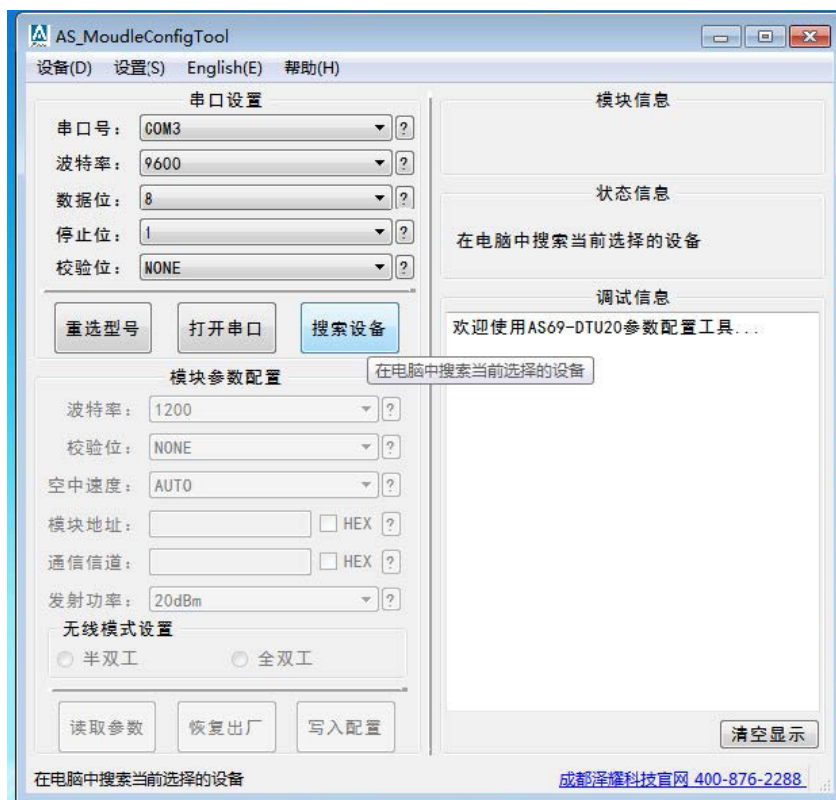 AS_MoudleConfigTool
设备(D) 设置(S) English(E) 帮助(H)
串口设置
串口号： COM3 ?
波特率： 9600 ?
数据位： 8 ?
停止位： 1 ?
校验位： NONE ?
重选型号 打开串口 搜索设备
在电脑中搜索当前选择的设备
模块参数配置
波特率： 1200 ?
校验位： NONE ?
空中速度： AUTO ?
模块地址： HEX ?
通信信道： HEX ?
发射功率： 20dBm ?
无线模式设置
半双工 全双工
读取参数 恢复出厂 写入配置
模块信息
状态信息
在电脑中搜索当前选择的设备
调试信息
欢迎使用AS69-DTU20参数配置工具...
清空显示
在电脑中搜索当前选择的设备
成都泽耀科技官网 400-876-2288